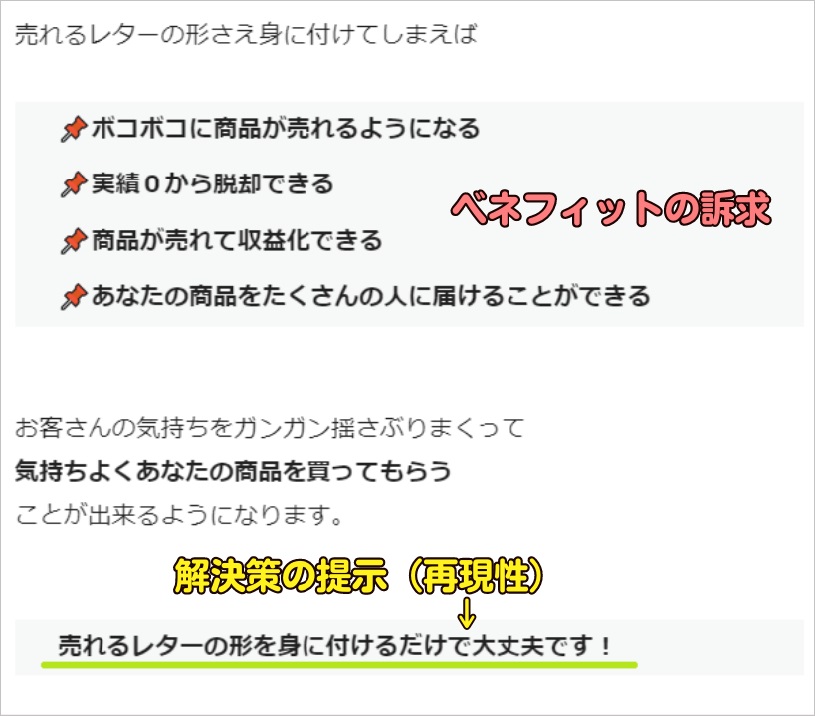 売れるレターの形さえ身に付けてしまえば
📌ボコボコに商品が売れるようになる
📌実績０から脱却できる
ベネフィットの訴求
📌商品が売れて収益化できる
📌あなたの商品をたくさんの人に届けることができる
お客さんの気持ちをガンガン揺さぶりまくって
気持ちよくあなたの商品を買ってもらう
ことが出来るようになります。
解決策の提示（再現性）
↓
売れるレターの形を身に付けるだけで大丈夫です！